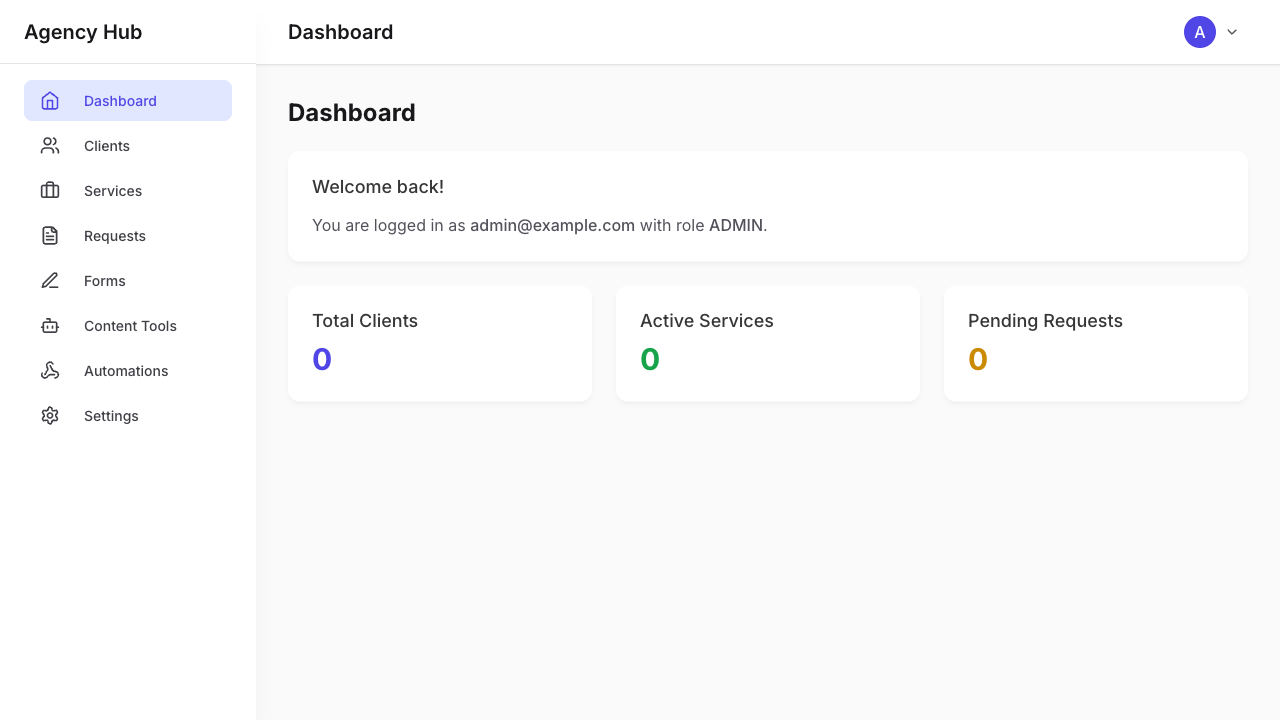 Agency Hub
Dashboard
A
Dashboard
Clients
Services
Requests
Forms
Content Tools
Automations
Settings
Dashboard
Welcome back!
You are logged in as admin@example.com with role ADMIN.
Total Clients
0
Active Services
0
Pending Requests
0